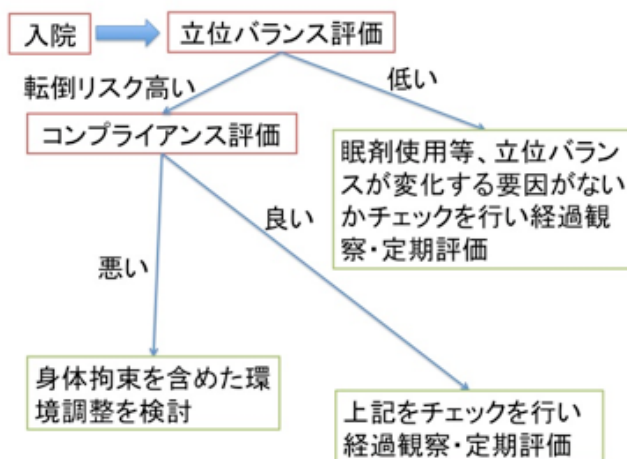 入院
立位バランス評価
転倒リスク高い
低い
コンプライアンス評価
眠剤使用等、立位バラン
スが変化する要因がない
かチェックを行い経過観
察・定期評価
良い
悪い
身体拘束を含めた環
境調整を検討
上記をチェックを行い
経過観察・定期評価